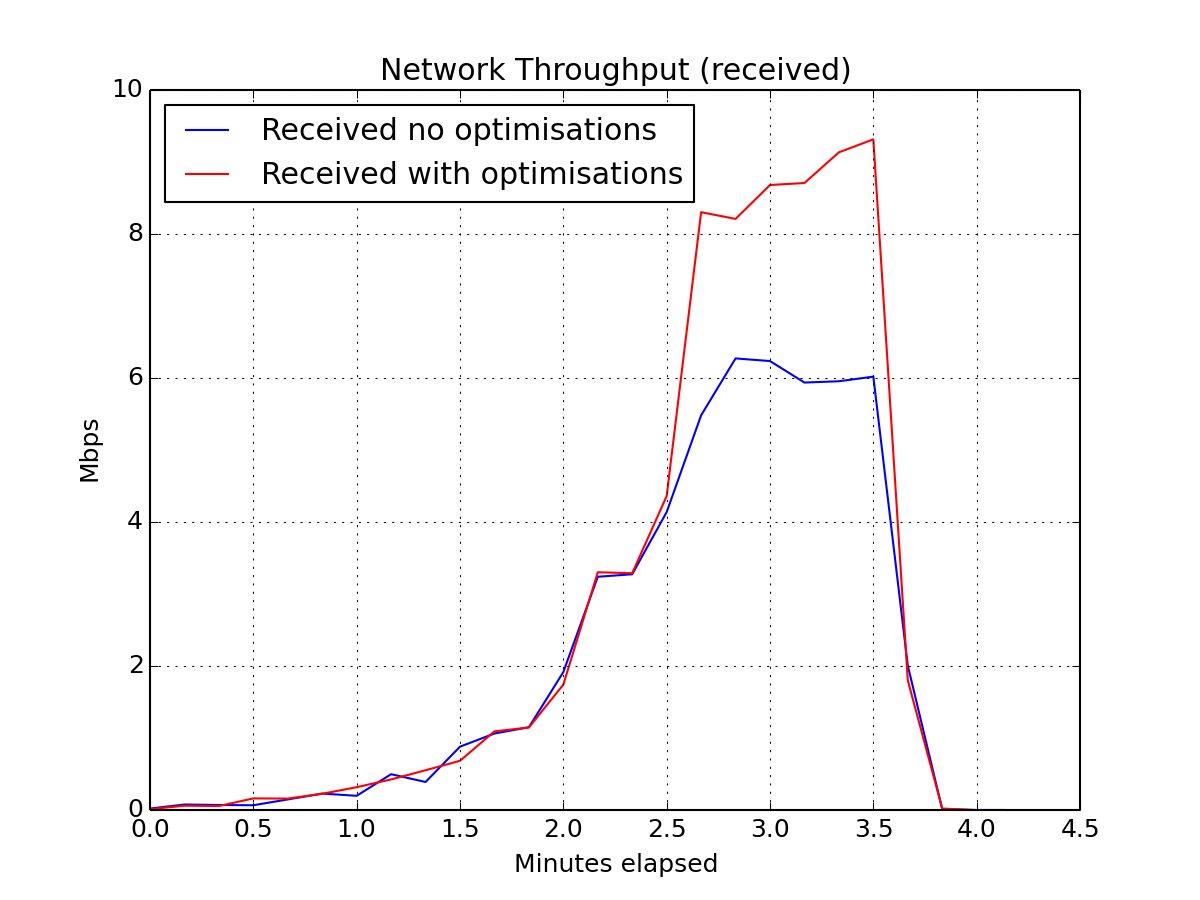 Network Throughput (received)
Received no optimisations
Received with optimisations
10
8
6
4
2
0
Mbps
0.0 0.5 1.0 1.5 2.0 2.5 3.0 3.5 4.0 4.5
Minutes elapsed